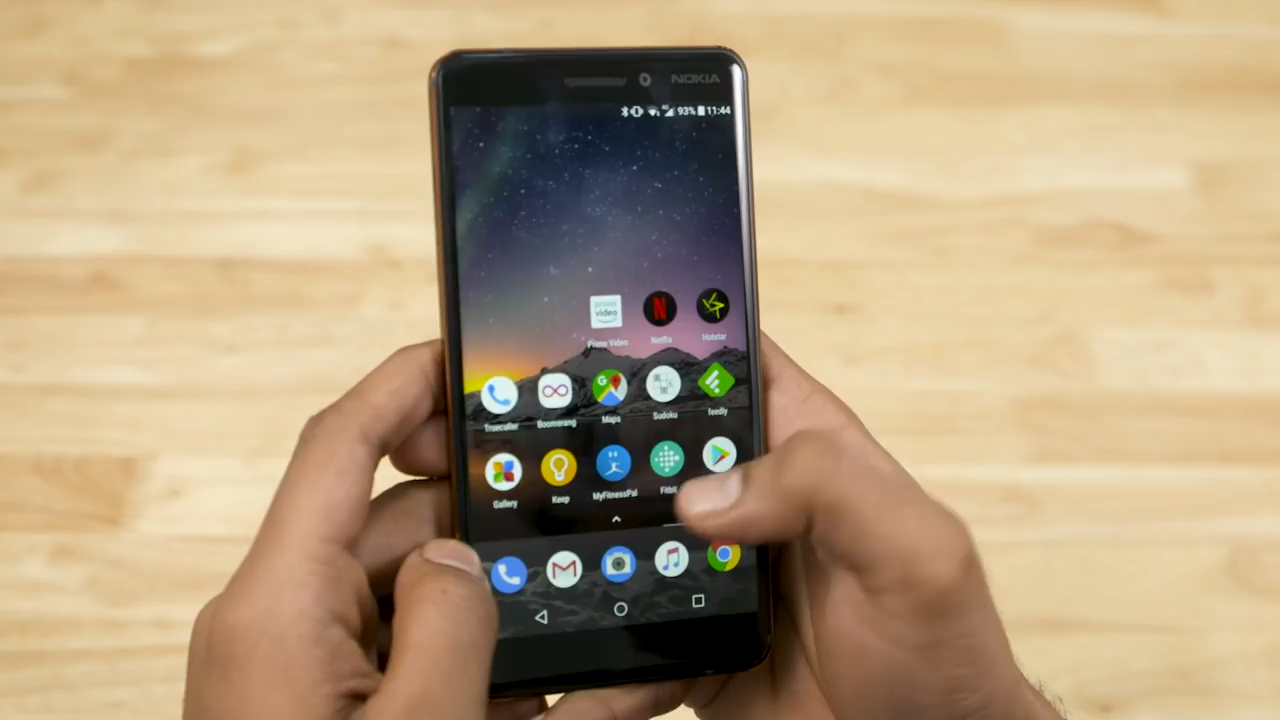 NOKIA
4G 93% 11:44
prime video
N
Prime Video Netflix Hotstar
G
Truecaller Boomerang Maps Sudoku feedly
Gallery Keep MyFitnessPal Fitbit